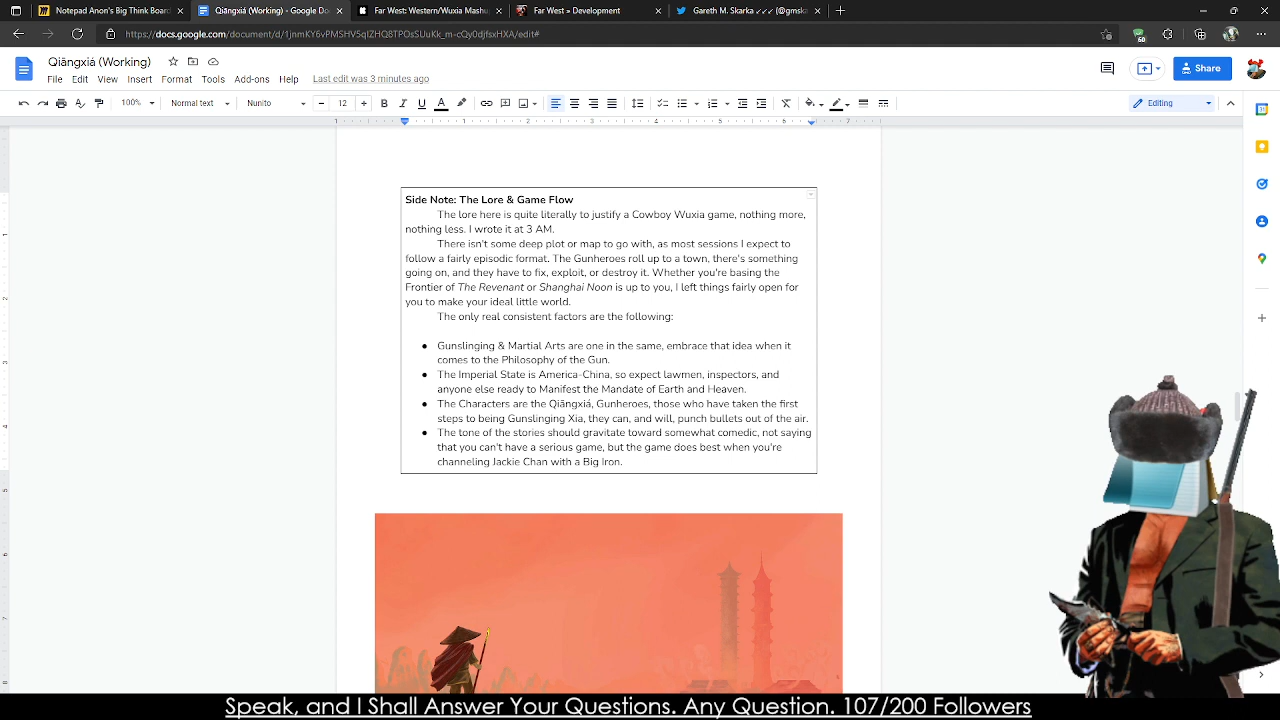 Notepad Anon's Big Think Board
Qiāngxiá - Google Do
Far West: Western/Wuxia Mashu
Far West » Development
Gareth M. Skarka ✓✓✓ (@gmska
https://docs.google.com/document/d/1jnmKY6vPMSHVSqIZHQ8TPOsSUuKk_m-cQy0djfsxHXA/edit#
Qiāngxiá (Working)
File Edit View Insert Format Tools Add-ons Help Last edit was 3 minutes ago
Share
100% Normal text Nunito 12 Editing
Side Note: The Lore & Game Flow
The lore here is quite literally to justify a Cowboy Wuxia game, nothing more,
nothing less. I wrote it at 3 AM.
There isn't some deep plot or map to go with, as most sessions I expect to
follow a fairly episodic format. The Gunheroes roll up to a town, there's something
going on, and they have to fix, exploit, or destroy it. Whether you're basing the
Frontier of The Revenant or Shanghai Noon is up to you, I left things fairly open for
you to make your ideal little world.
The only real consistent factors are the following:
● Gunslinging & Martial Arts are one in the same, embrace that idea when it
comes to the Philosophy of the Gun.
● The Imperial State is America-China, so expect lawmen, inspectors, and
anyone else ready to Manifest the Mandate of Earth and Heaven.
● The Characters are the Qiāngxiá, Gunheroes, those who have taken the first
steps to being Gunslinging Xia, they can, and will, punch bullets out of the air.
● The tone of the stories should gravitate toward somewhat comedic, not saying
that you can't have a serious game, but the game does best when you're
channeling Jackie Chan with a Big Iron.
Speak, and I Shall Answer Your Questions. Any Question. 107/200 Followers